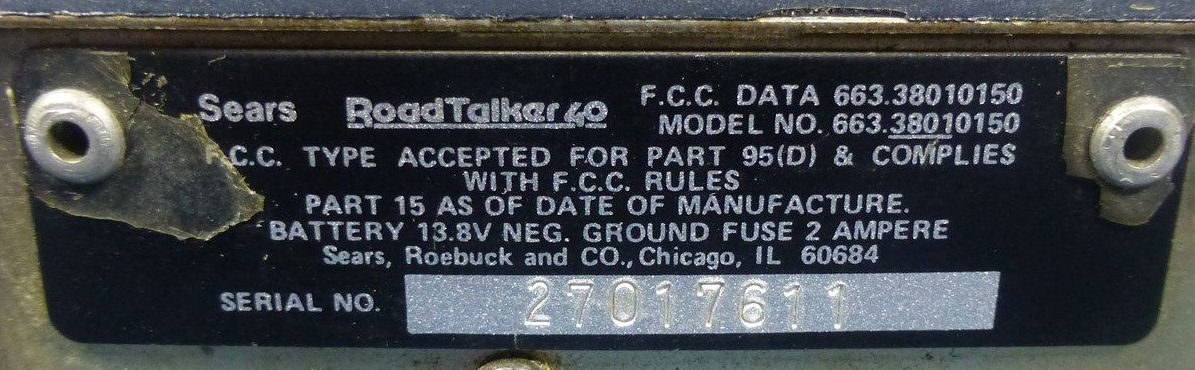 Sears RoadTalker 40 F.C.C. DATA 663.38010150
MODEL NO. 663.38010150
F.C.C. TYPE ACCEPTED FOR PART 95(D) & COMPLIES
WITH F.C.C. RULES
PART 15 AS OF DATE OF MANUFACTURE.
BATTERY 13.8V NEG. GROUND FUSE 2 AMPERE
Sears, Roebuck and CO., Chicago, IL 60684
SERIAL NO. 27017611